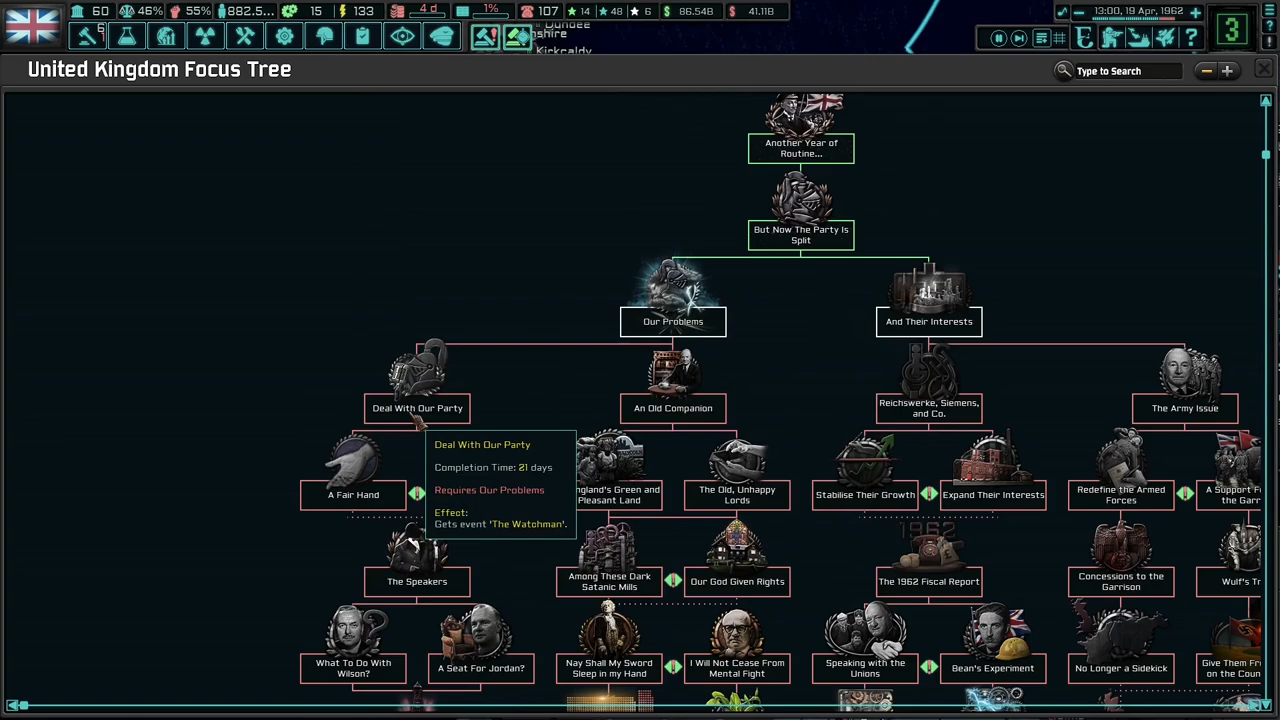 60
46%
55%
882.5...
15
133
4 d
1%
107
14
48
6
86.54B
41.11B
13:00, 19 Apr, 1962
3
6
Dundee
Kirkcaldy
United Kingdom Focus Tree
Type to Search
Another Year of
Routine...
But Now The Party Is
Split
Our Problems
And Their Interests
Deal With Our Party
An Old Companion
Reichswerke, Siemens,
and Co.
The Army Issue
Deal With Our Party
Completion Time: 21 days
Requires Our Problems
Effect:
Gets event 'The Watchman'.
A Fair Hand
England's Green and
Pleasant Land
The Old, Unhappy
Lords
Stabilise Their Growth
Expand Their Interests
Redefine the Armed
Forces
A Support F
the Garr
The Speakers
Among These Dark
Satanic Mills
Our God Given Rights
1962
The 1962 Fiscal Report
Concessions to the
Garrison
Wulf's Tr
What To Do With
Wilson?
A Seat For Jordan?
Nay Shall My Sword
Sleep in my Hand
I Will Not Cease From
Mental Fight
Speaking with the
Unions
Bean's Experiment
No Longer a Sidekick
Give Them Fr
on the Coun